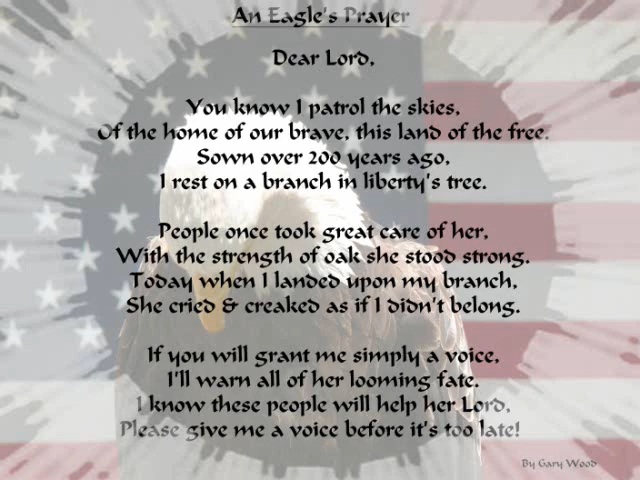 An Eagle's Prayer
Dear Lord,
You know I patrol the skies,
Of the home of our brave, this land of the free.
Sown over 200 years ago,
I rest on a branch in liberty's tree.
People once took great care of her,
With the strength of oak she stood strong.
Today when I landed upon my branch,
She cried & creaked as if I didn't belong.
If you will grant me simply a voice,
I'll warn all of her looming fate.
I know these people will help her Lord,
Please give me a voice before it's too late!
By Gary Wood